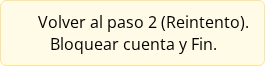 Volver al paso 2 (Reintento).
Bloquear cuenta y Fin.